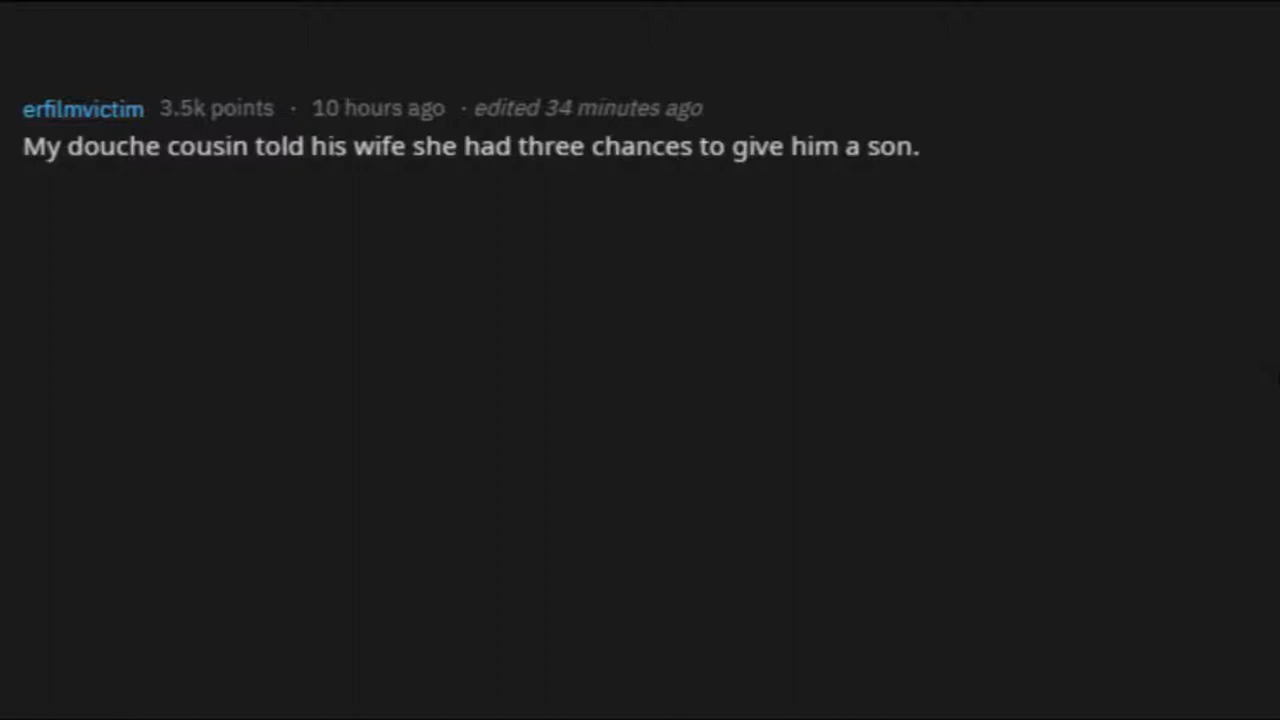 erfilmvictim 3.5k points · 10 hours ago · edited 34 minutes ago
My douche cousin told his wife she had three chances to give him a son.